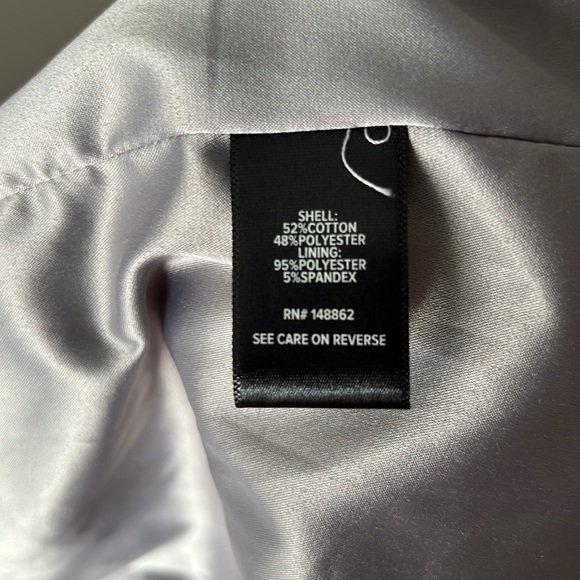 SHELL:
52%COTTON
48%POLYESTER
LINING:
95%POLYESTER
5%SPANDEX
RN# 148862
SEE CARE ON REVERSE